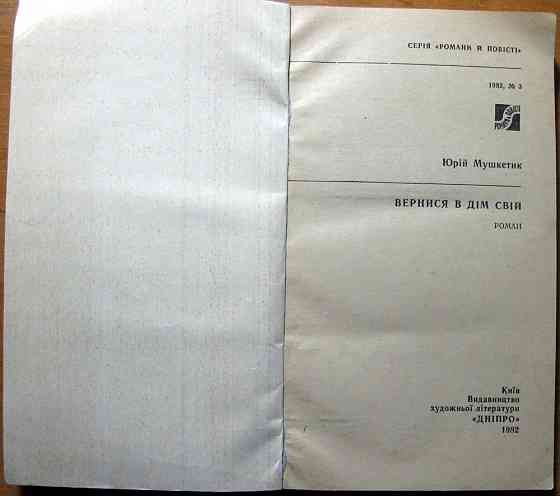 СЕРІЯ «РОМАНИ Й ПОВІСТІ»
1982, № 3
Юрій Мушкетик
ВЕРНИСЯ В ДІМ СВІЙ
РОМАН
Київ
Видавництво
художньої літератури
«ДНІПРО»
1982